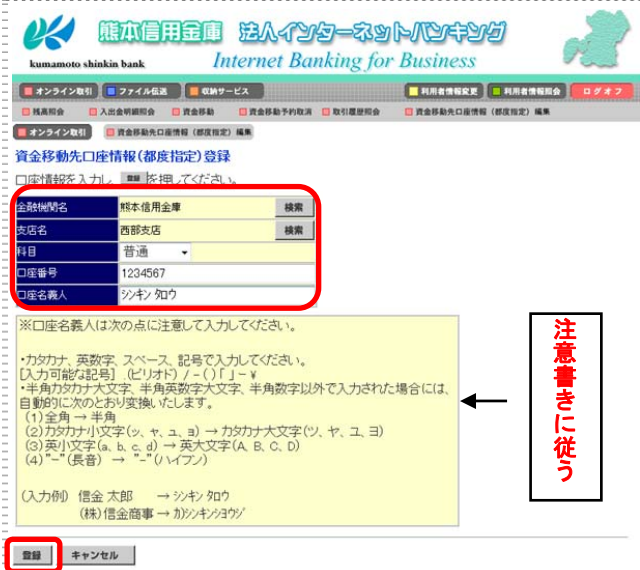 熊本信用金庫 法人インターネットバンキング
kumamoto shinkin bank Internet Banking for Business
オンライン取引 ファイル伝送 収納サービス 利用者情報変更 利用者情報照会 ログオフ
残高照会 入出金明細照会 資金移動 資金移動予約取消 取引履歴照会 資金移動先口座情報（都度指定）編集
オンライン取引 資金移動先口座情報（都度指定）編集
資金移動先口座情報(都度指定)登録
口座情報を入力し、 登録 を押してください。
金融機関名 熊本信用金庫 検索
支店名 西部支店 検索
科目 普通
口座番号 1234567
口座名義人 ｼﾝｷﾝ ﾀﾛｳ
※口座名義人は次の点に注意して入力してください。
・カタカナ、英数字、スペース、記号で入力してください。
[入力可能な記号] .(ピリオド) / - ( ) ｢ ｣ - ¥
・半角カタカナ大文字、半角英数字大文字、半角数字以外で入力された場合には、
自動的に次のとおり変換いたします。
(1)全角 → 半角
(2)カタカナ小文字(ッ、ャ、ュ、ョ) → カタカナ大文字(ツ、ヤ、ユ、ヨ)
(3)英小文字(a, b, c, d) → 英大文字(A, B, C, D)
(4)"ｰ"(長音) → "-"(ハイフン)
(入力例) 信金 太郎 → ｼﾝｷﾝ ﾀﾛｳ
(株)信金商事 → ｶ)ｼﾝｷﾝｼﾖｳｼﾞ
注意書きに従う
登録 キャンセル